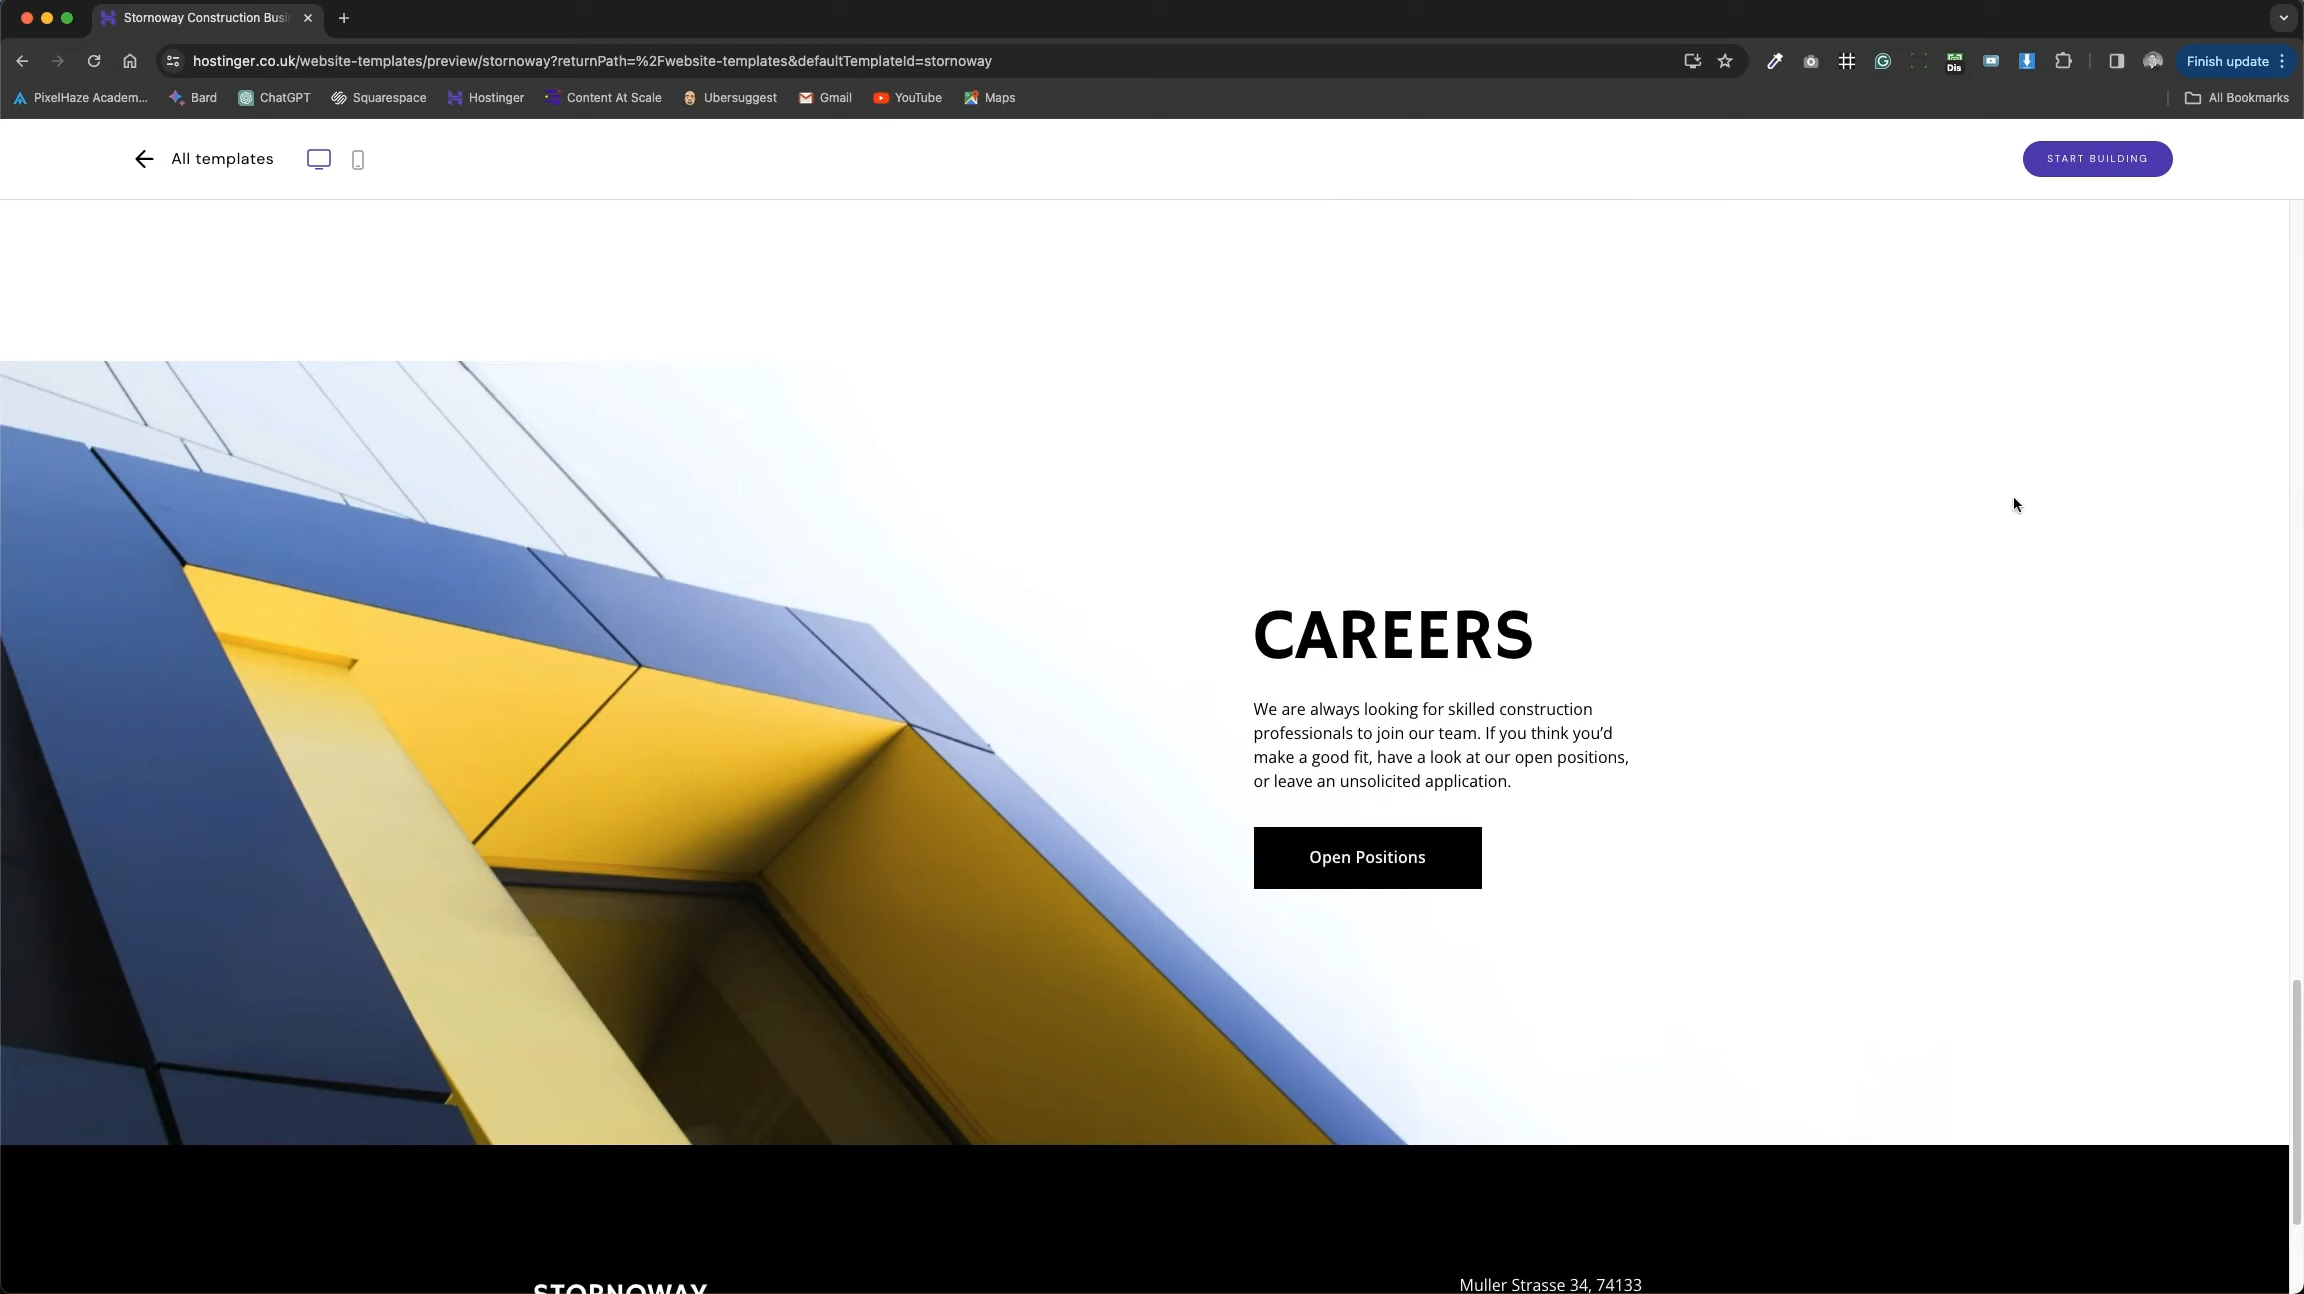 Stornoway Construction Busi
hostinger.co.uk/website-templates/preview/stornoway?returnPath=%2Fwebsite-templates&defaultTemplateId=stornoway
Dis
Finish update
PixelHaze Academ...
Bard
ChatGPT
Squarespace
Hostinger
Content At Scale
Ubersuggest
Gmail
YouTube
Maps
All Bookmarks
All templates
START BUILDING
CAREERS
We are always looking for skilled construction
professionals to join our team. If you think you’d
make a good fit, have a look at our open positions,
or leave an unsolicited application.
Open Positions
STORNOWAY
Muller Strasse 34, 74133